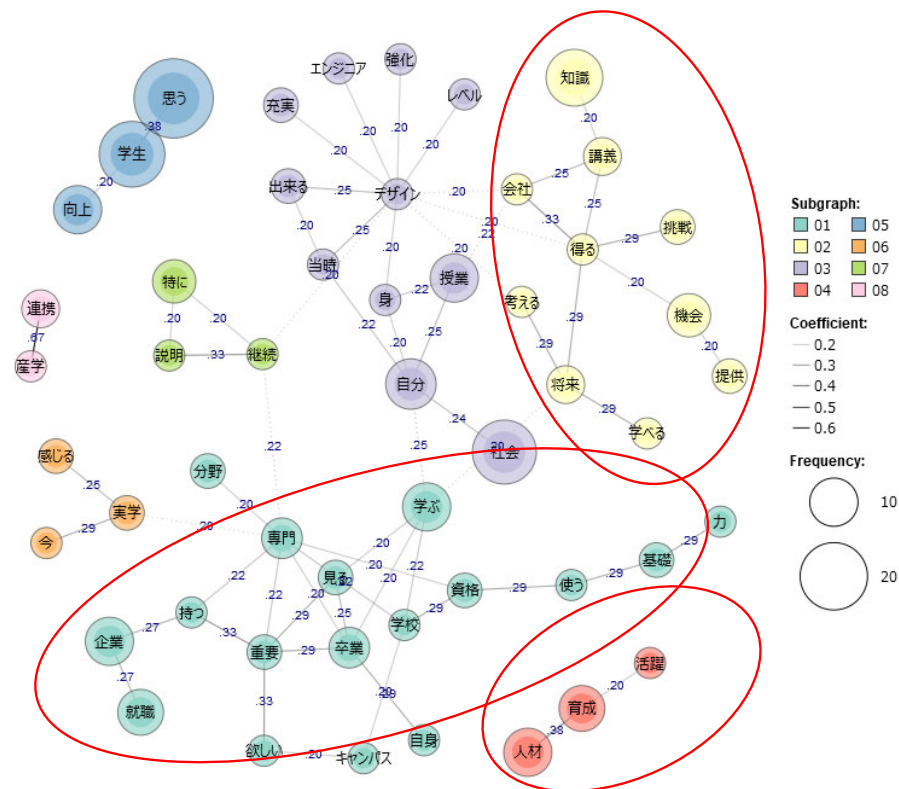 エンジニア
強化
知識
思う
レベル
充実
.38
.20
.20
.20
.20
.20
学生
講義
出来る
.25
デザイン
.20
会社
.25
.20
向上
.33
.25
挑戦
.20
.25
.20
.22
.20
得る
.29
当時
.20
授業
特に
.20
身
.22
考える
.20
機会
連携
.20
.20
.22
.20
.25
.29
.29
.20
.67
説明
.33
継続
産学
自分
将来
提供
.24
.29
学べる
.22
.25
.20
社会
感じる
分野
.25
.20
学ぶ
実学
.20
専門
力
.29
今
.20
.29
基礎
.22
.22
.20
見る
.22
.20
.22
資格
.29
使う
.29
持つ
.25
.29
企業
.27
.33
.29
学校
重要
.29
卒業
活躍
.27
.33
.20
.29
.20
就職
育成
欲しい
.20
キャンパス
自身
人材
.38
Subgraph:
01 05
02 06
03 07
04 08
Coefficient:
0.2
0.3
0.4
0.5
0.6
Frequency:
10
20